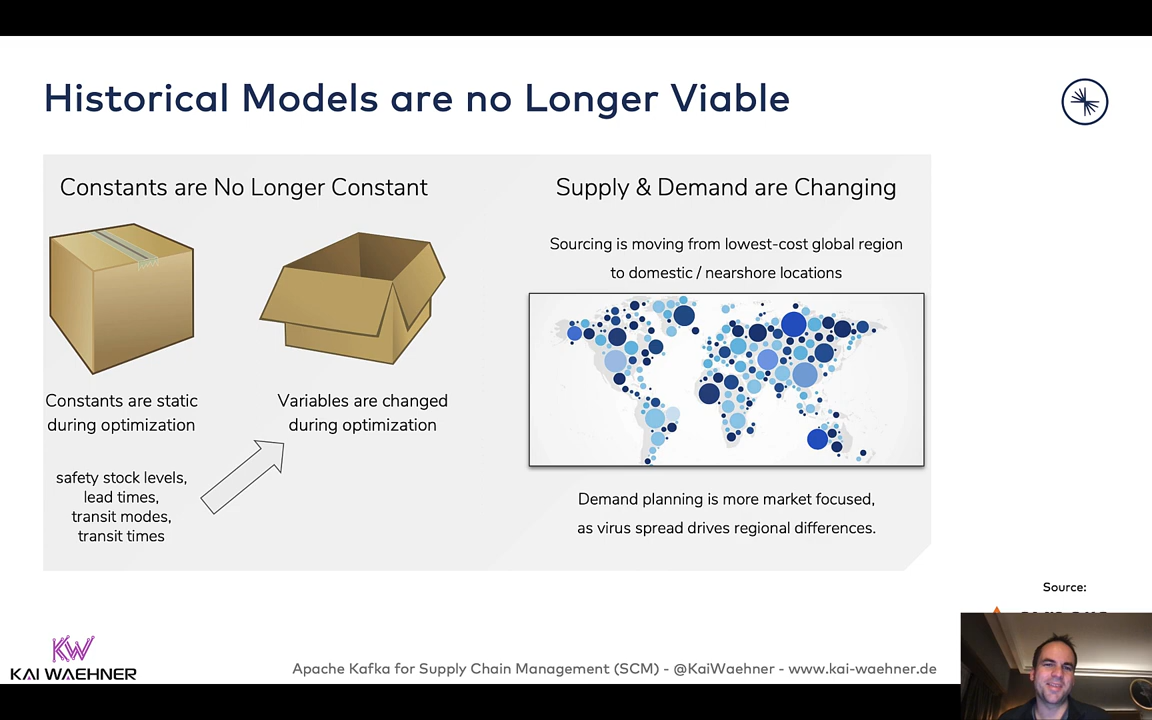 Historical Models are no Longer Viable
Constants are No Longer Constant
Constants are static
during optimization
safety stock levels,
lead times,
transit modes,
transit times
Variables are changed
during optimization
Supply & Demand are Changing
Sourcing is moving from lowest-cost global region
to domestic / nearshore locations
Demand planning is more market focused,
as virus spread drives regional differences.
Source:
KW
KAI WAEHNER
Apache Kafka for Supply Chain Management (SCM) - @KaiWaehner - www.kai-waehner.de